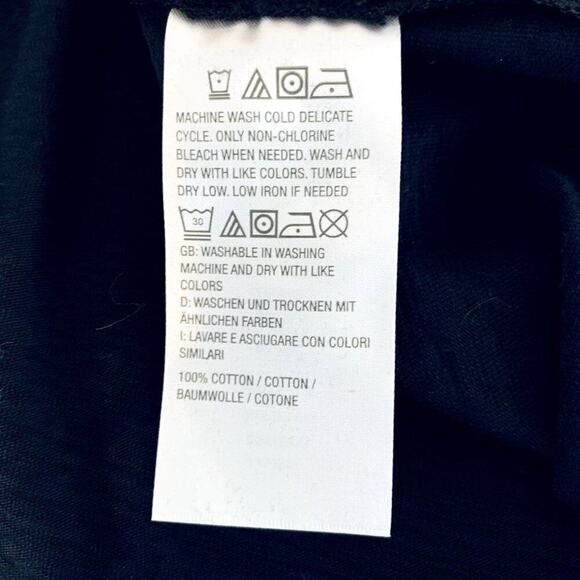 MACHINE WASH COLD DELICATE
CYCLE. ONLY NON-CHLORINE
BLEACH WHEN NEEDED. WASH AND
DRY WITH LIKE COLORS. TUMBLE
DRY LOW. LOW IRON IF NEEDED
30
GB: WASHABLE IN WASHING
MACHINE AND DRY WITH LIKE
COLORS
D: WASCHEN UND TROCKNEN MIT
ÄHNLICHEN FARBEN
I: LAVARE E ASCIUGARE CON COLORI
SIMILARI
100% COTTON / COTTON /
BAUMWOLLE / COTONE